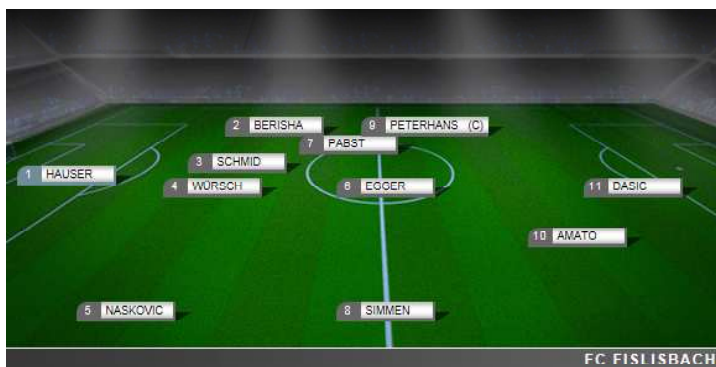 2 BERISHA
9 PETERHANS (C)
7 PABST
3 SCHMID
1 HAUSER
4 WÜRSCH
6 EGGER
11 DASIC
10 AMATO
5 NASKOVIC
8 SIMMEN
FC FISLISBACH